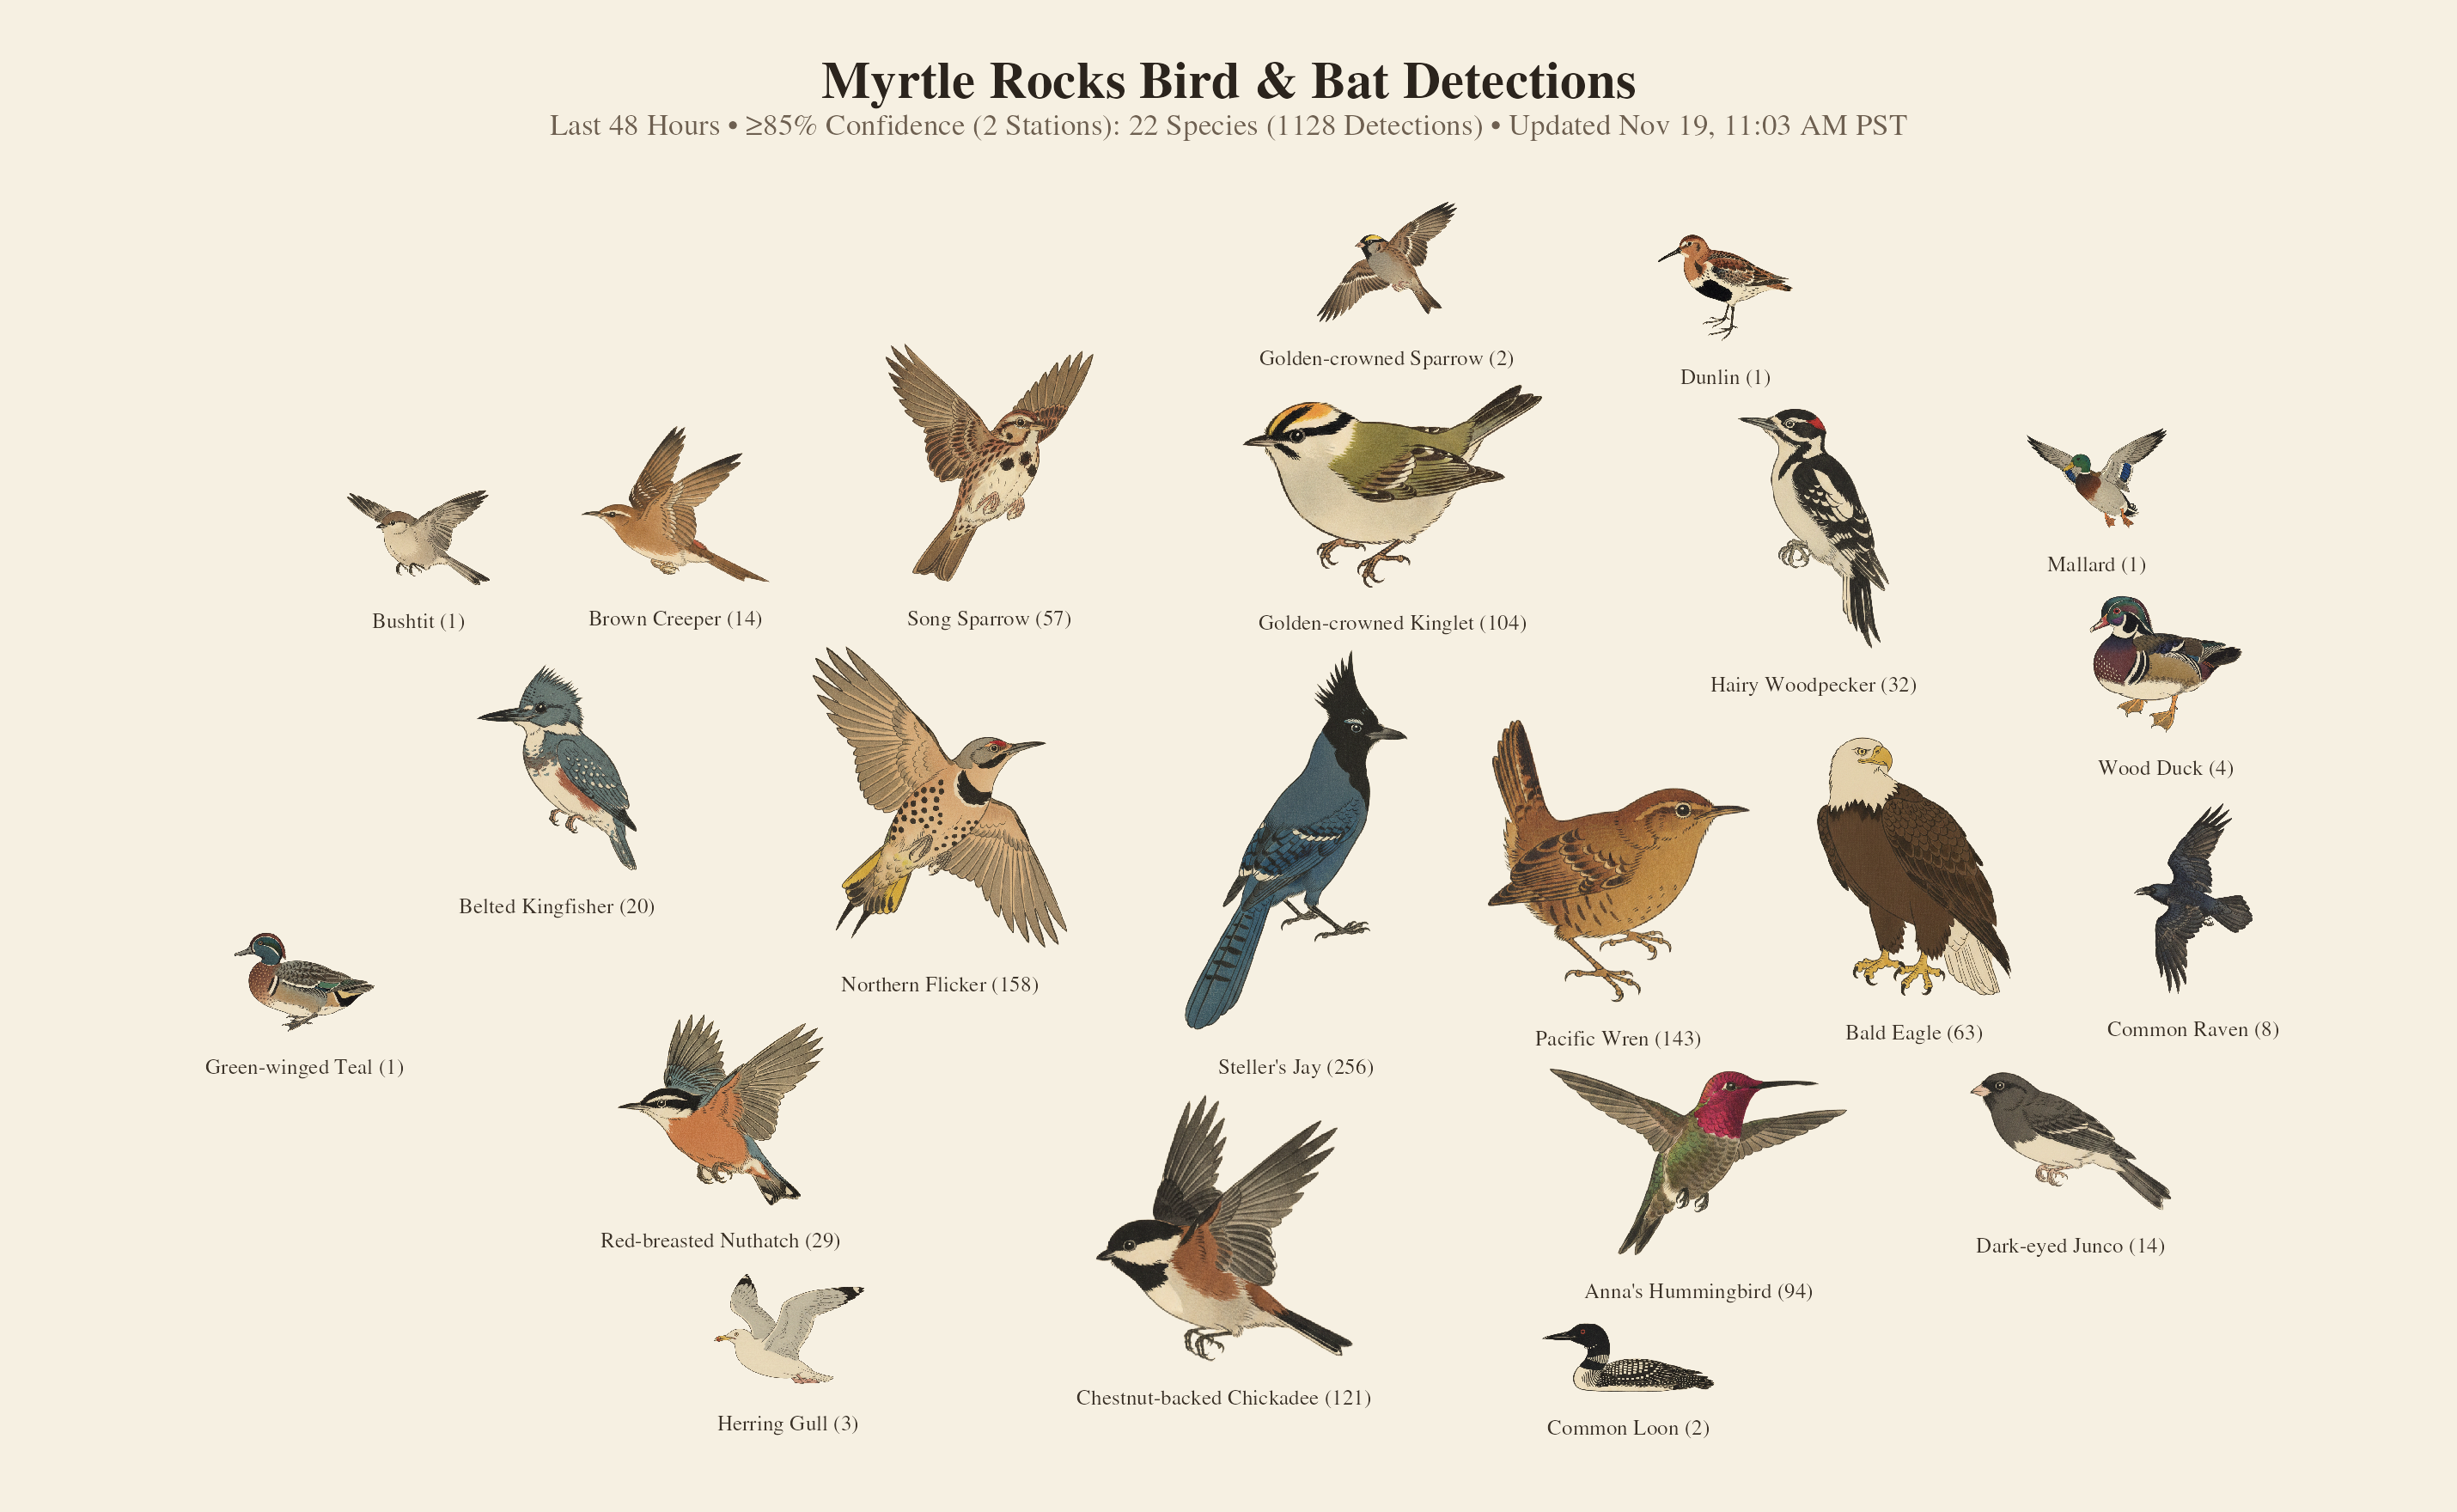 Myrtle Rocks Bird & Bat Detections
Last 48 Hours • ≥85% Confidence (2 Stations): 22 Species (1128 Detections) • Updated Nov 19, 11:03 AM PST
Golden-crowned Sparrow (2)
Dunlin (1)
Mallard (1)
Bushtit (1)
Brown Creeper (14)
Song Sparrow (57)
Golden-crowned Kinglet (104)
Hairy Woodpecker (32)
Wood Duck (4)
Belted Kingfisher (20)
Northern Flicker (158)
Pacific Wren (143)
Bald Eagle (63)
Common Raven (8)
Green-winged Teal (1)
Steller's Jay (256)
Red-breasted Nuthatch (29)
Dark-eyed Junco (14)
Anna's Hummingbird (94)
Chestnut-backed Chickadee (121)
Herring Gull (3)
Common Loon (2)